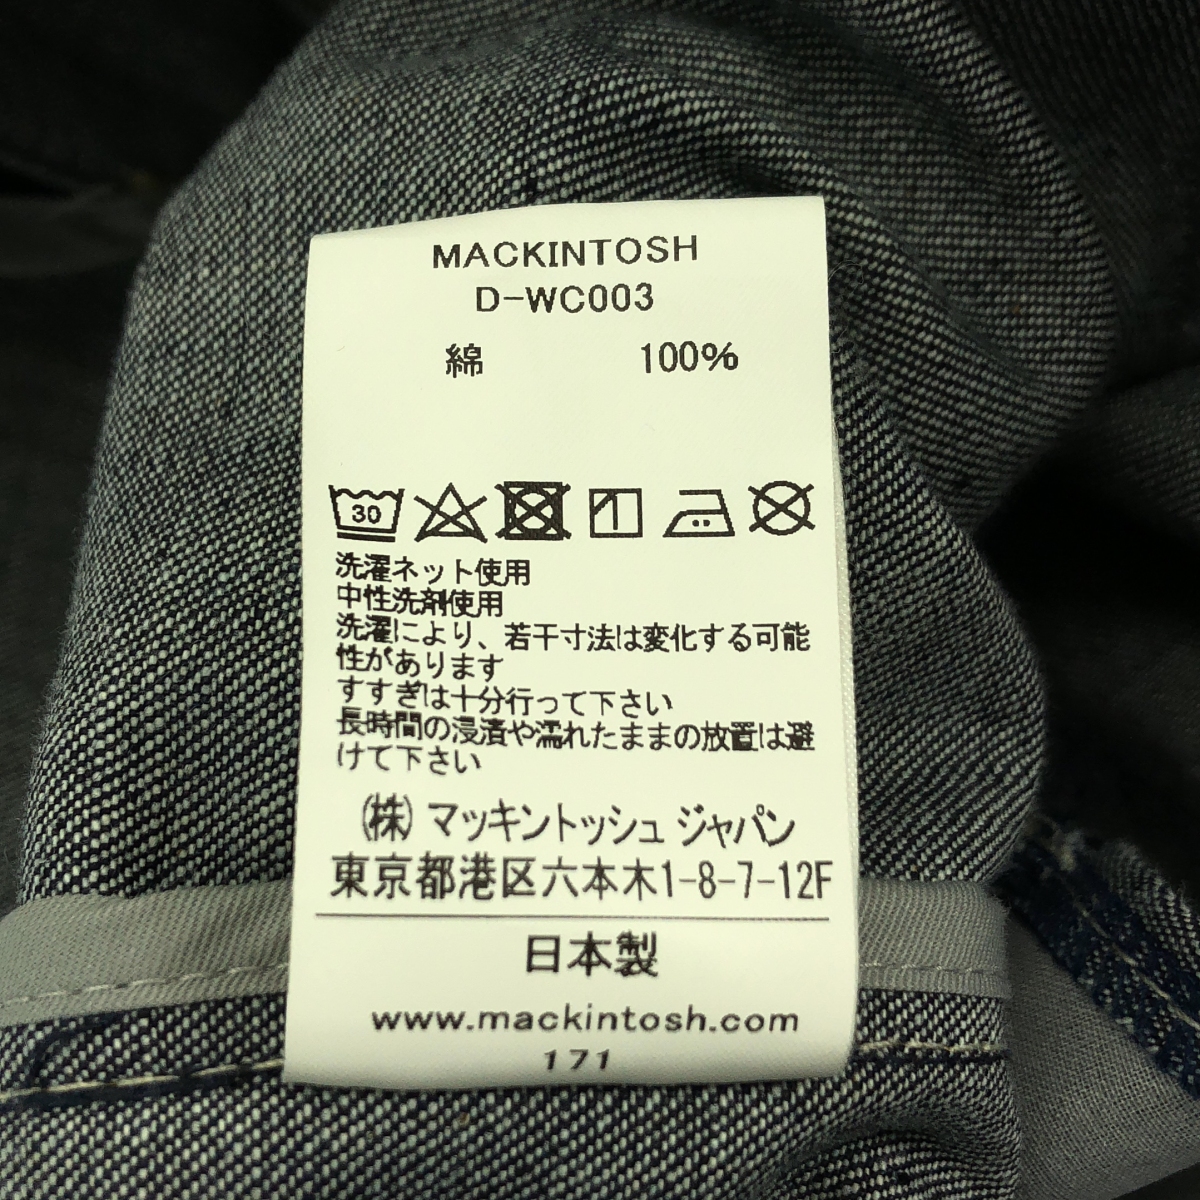 MACKINTOSH
D-WC003
綿 100%
30
洗濯ネット使用
中性洗剤使用
洗濯により、若干寸法は変化する可能
性があります
すすぎは十分行って下さい
長時間の浸漬や濡れたままの放置は避
けて下さい
(株)マッキントッシュ ジャパン
東京都港区六本木1-8-7-12F
日本製
www.mackintosh.com
171